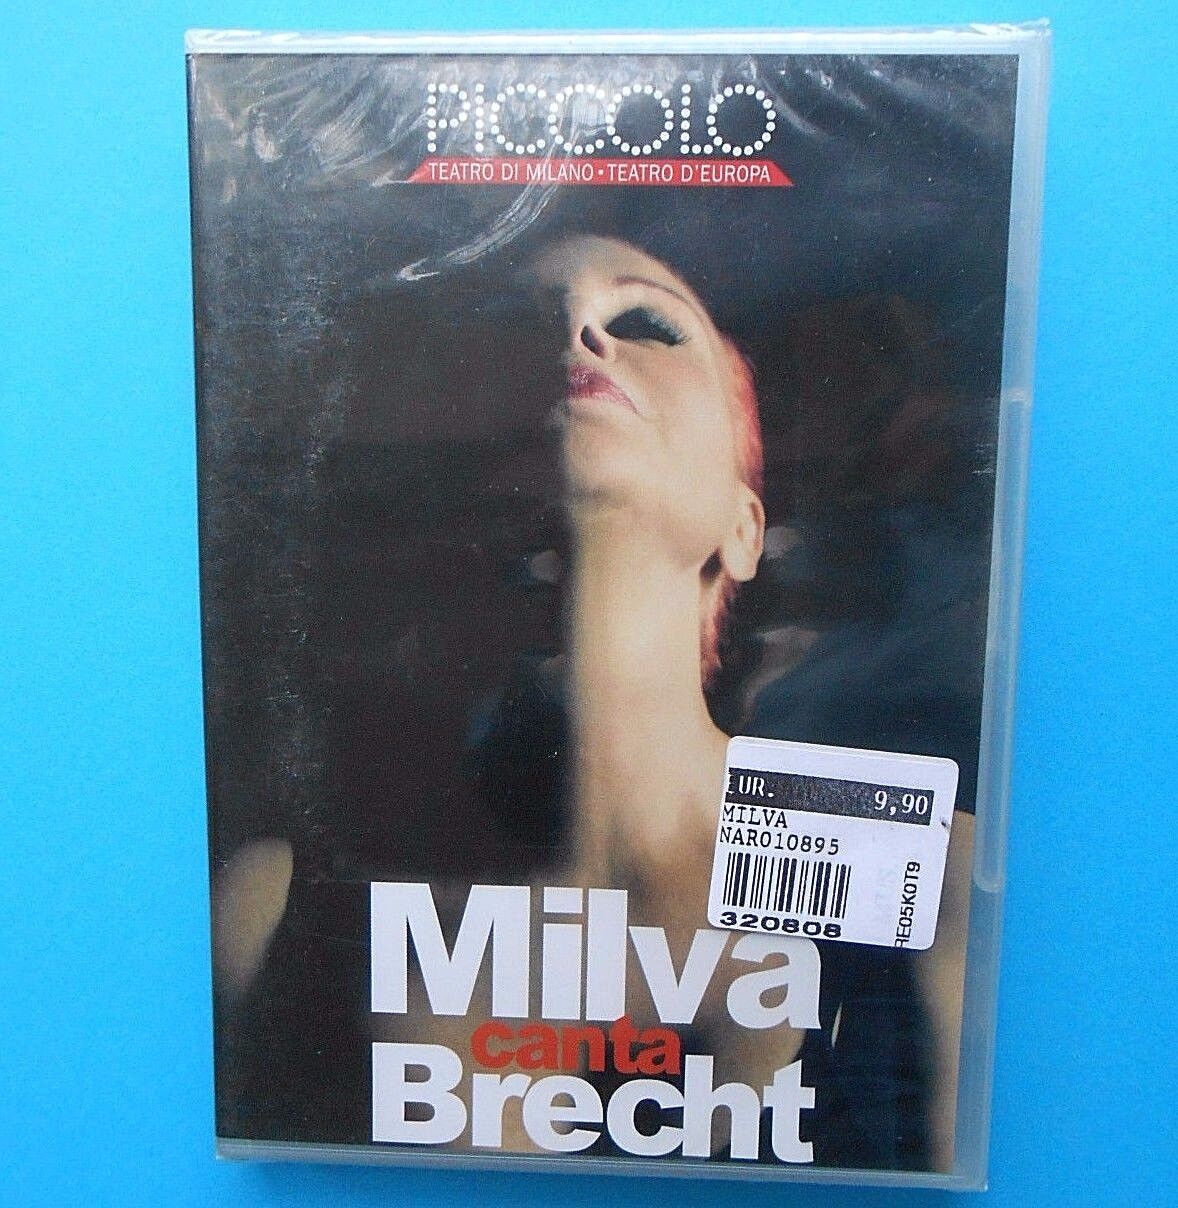 PICCOLO
TEATRO DI MILANO • TEATRO D'EUROPA
EUR. 9,90
MILVA
NAR010895
320808
RE05K0T9
Milva
canta
Brecht